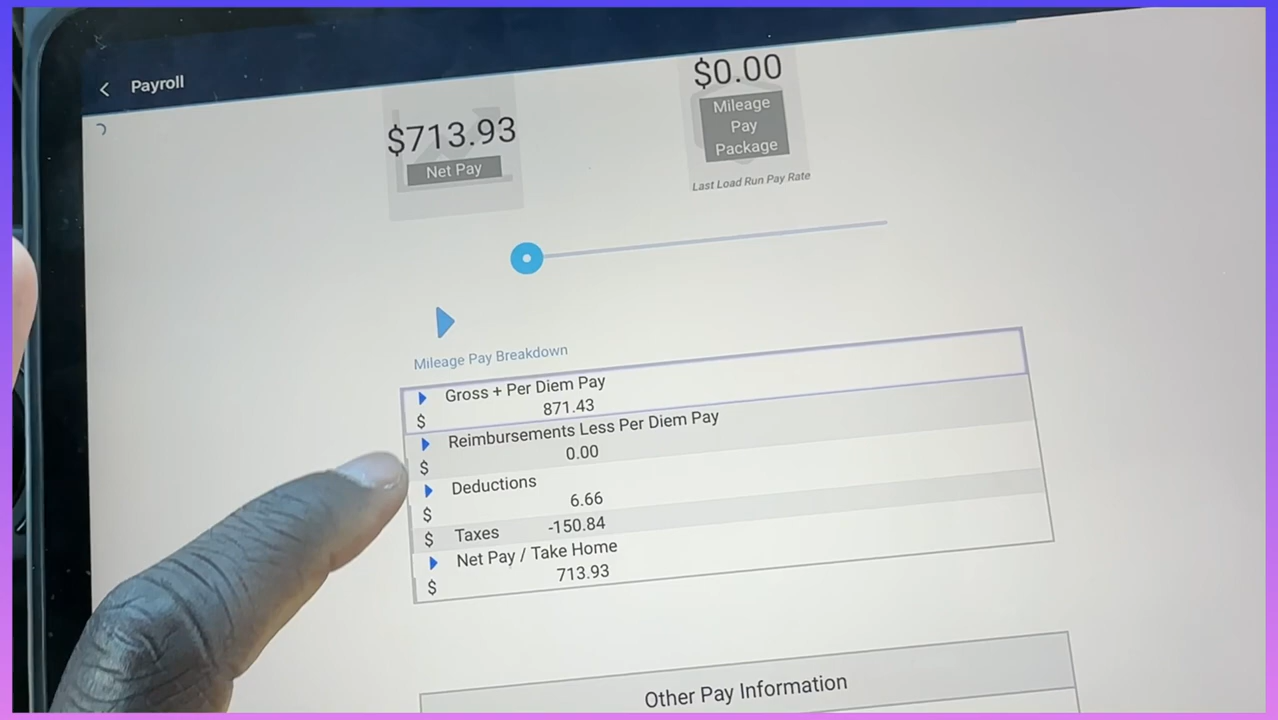 Payroll
$0.00
Mileage
Pay
Package
Last Load Run Pay Rate
$713.93
Net Pay
Mileage Pay Breakdown
Gross + Per Diem Pay
$ 871.43
Reimbursements Less Per Diem Pay
$ 0.00
Deductions
$ 6.66
$ Taxes -150.84
Net Pay / Take Home
$ 713.93
Other Pay Information